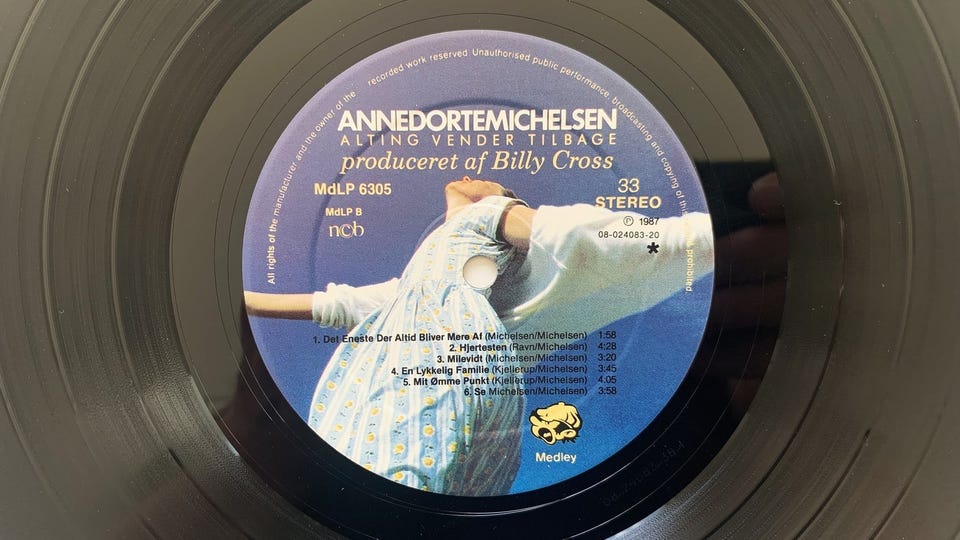 All rights of the manufacturer and the owner of the recorded work reserved Unauthorised public performance, broadcasting and copying of this prohibited
ANNEDORTEMICHELSEN
ALTING VENDER TILBAGE
produceret af Billy Cross
MdLP 6305
MdLP B
ncb
33
STEREO
℗ 1987
08-024083-20
*
1. Det Eneste Der Altid Bliver Mere Af (Michelsen/Michelsen) 1:58
2. Hjertesten (Ravn/Michelsen) 4:28
3. Milevidt (Michelsen/Michelsen) 3:20
4. En Lykkelig Familie (Kjellerup/Michelsen) 3:45
5. Mit Ømme Punkt (Kjellerup/Michelsen) 4:05
6. Se Michelsen/Michelsen) 3:58
Medley